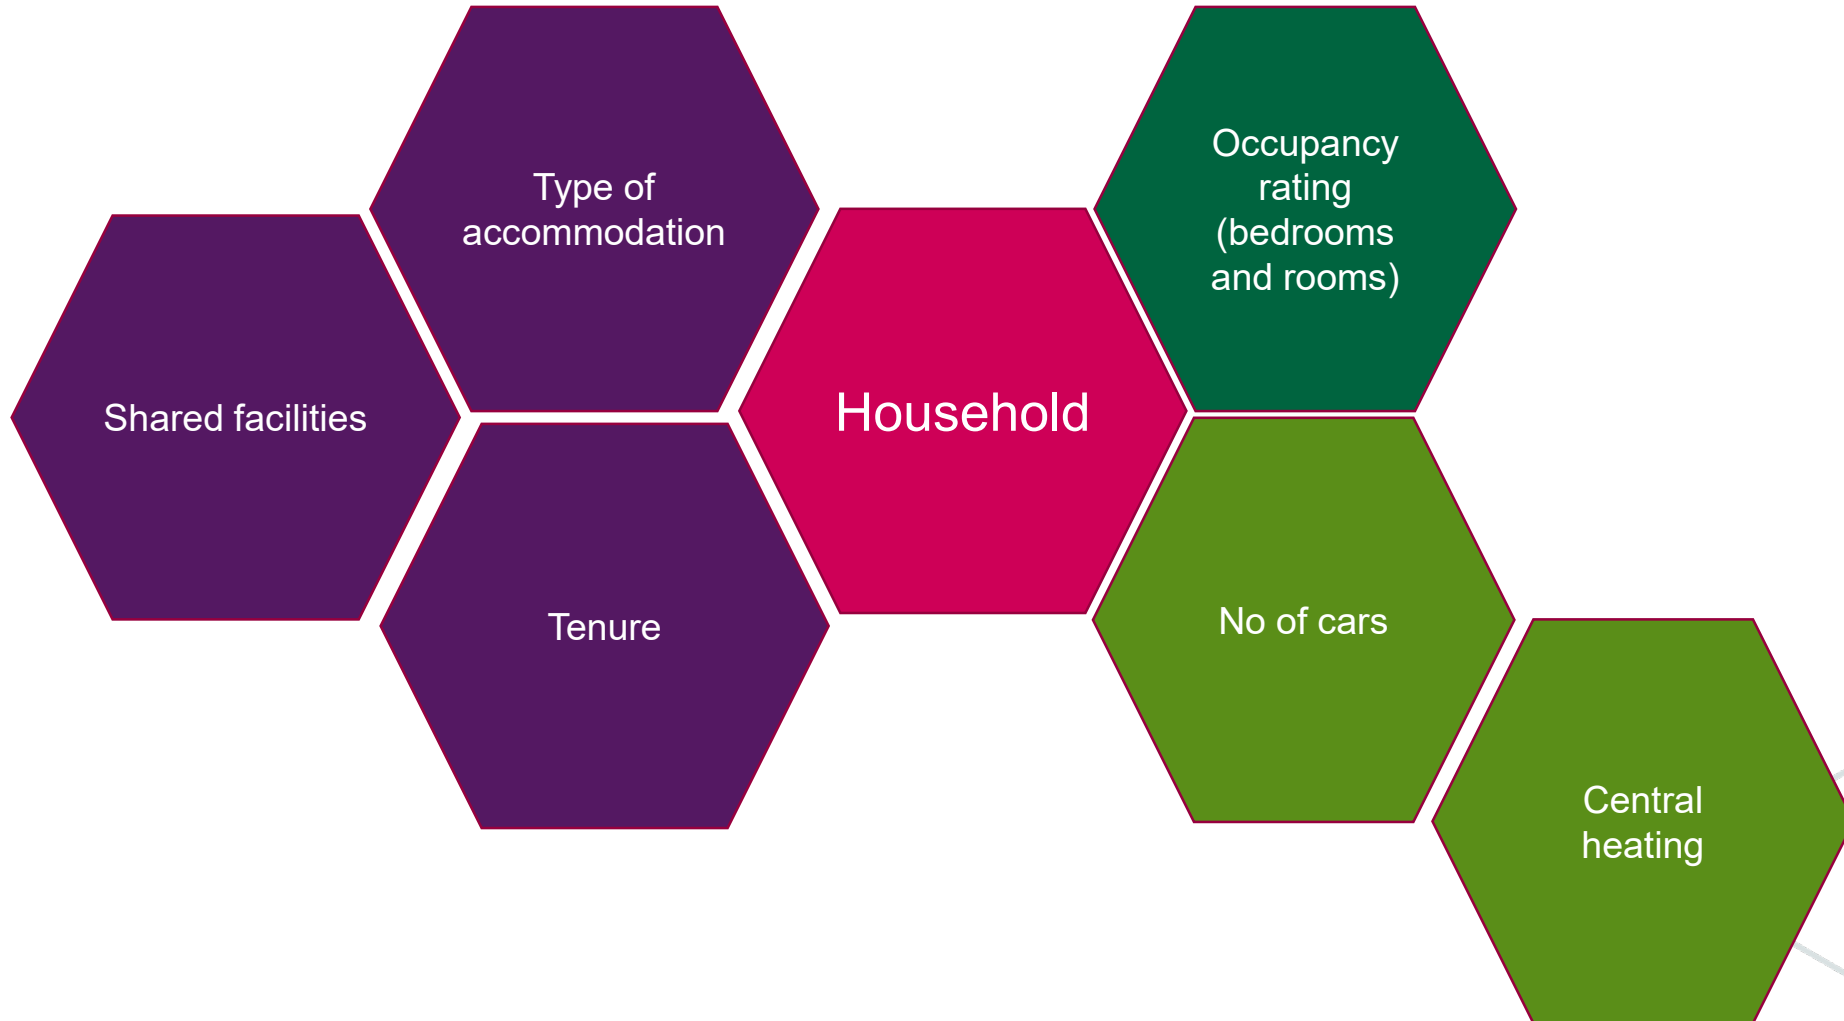 Type of
accommodation
Shared facilities
Tenure
Household
Occupancy
rating
(bedrooms
and rooms)
No of cars
Central
heating